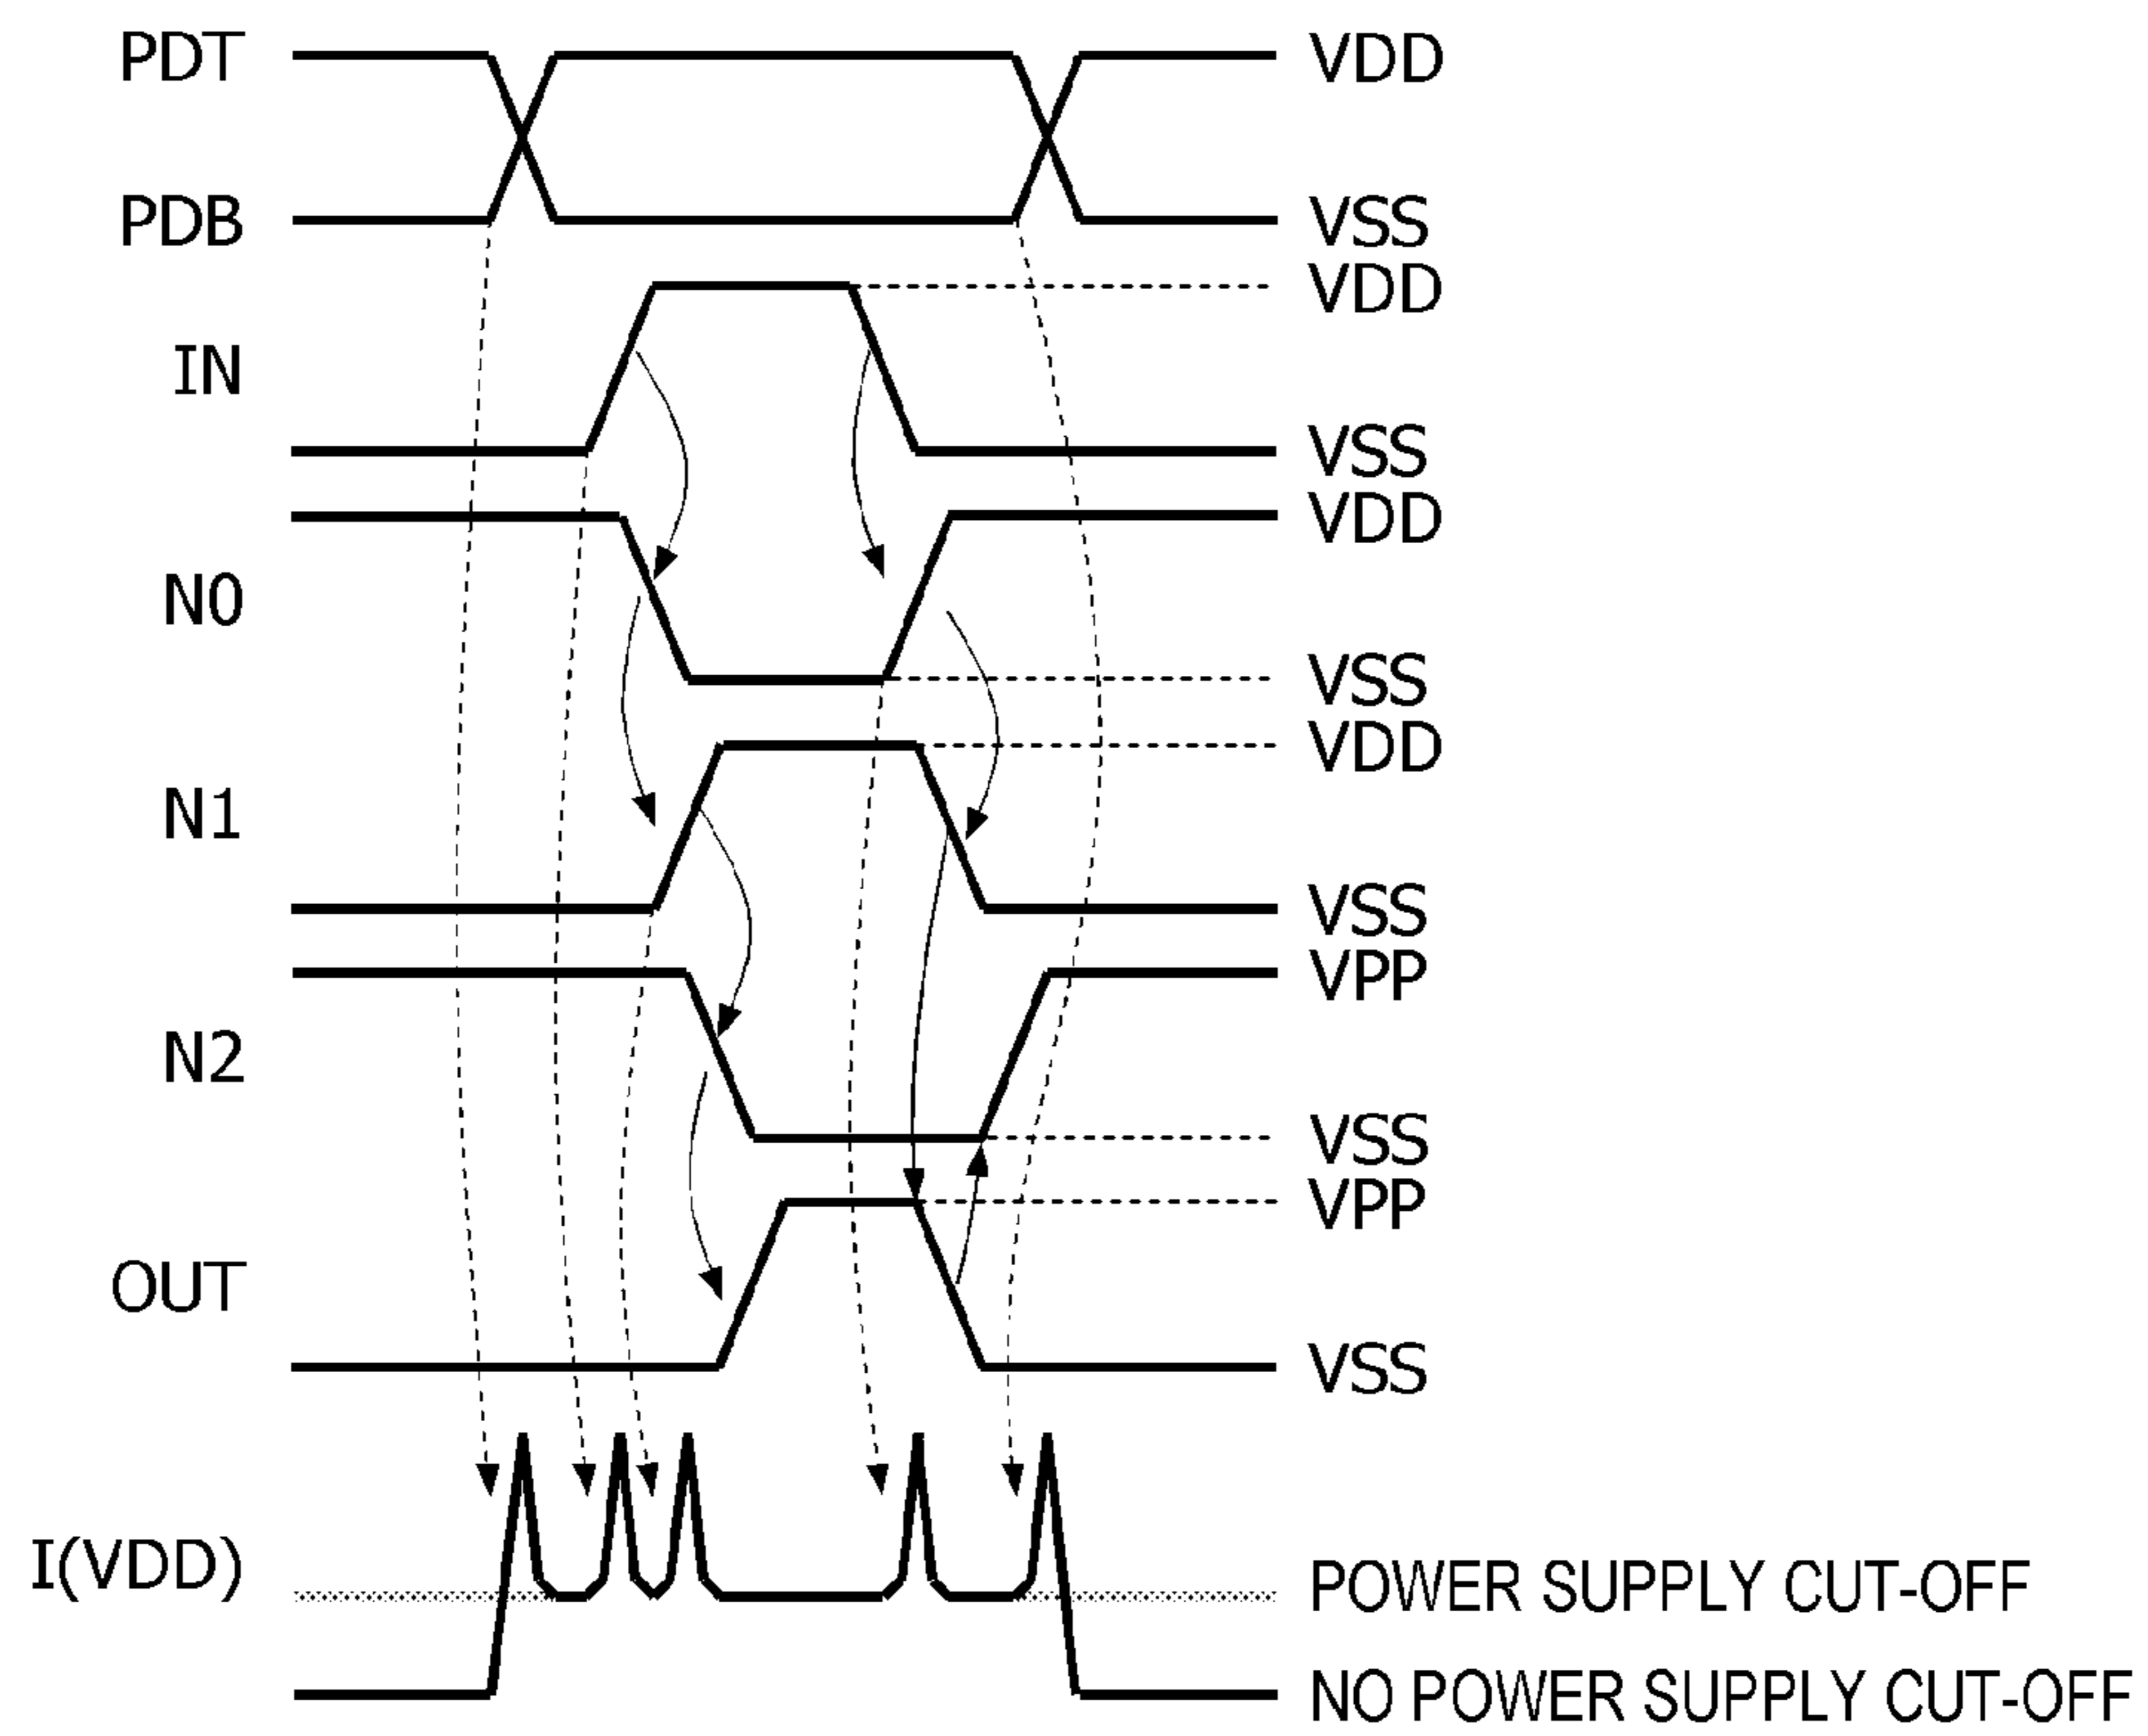 PDT VDD
PDB VSS
VDD
IN
VSS
VDD
N0
VSS
VDD
N1
VSS
VPP
N2
VSS
VPP
OUT
VSS
I(VDD) POWER SUPPLY CUT-OFF
NO POWER SUPPLY CUT-OFF